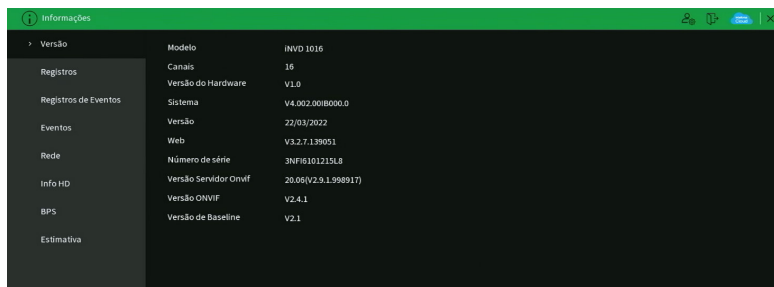 Informações
Versão
Registros
Registros de Eventos
Eventos
Rede
Info HD
BPS
Estimativa
Modelo iNVD 1016
Canais 16
Versão do Hardware V1.0
Sistema V4.002.00IB000.0
Versão 22/03/2022
Web V3.2.7.139051
Número de série 3NFI6101215L8
Versão Servidor Onvif 20.06(V2.9.1.998917)
Versão ONVIF V2.4.1
Versão de Baseline V2.1